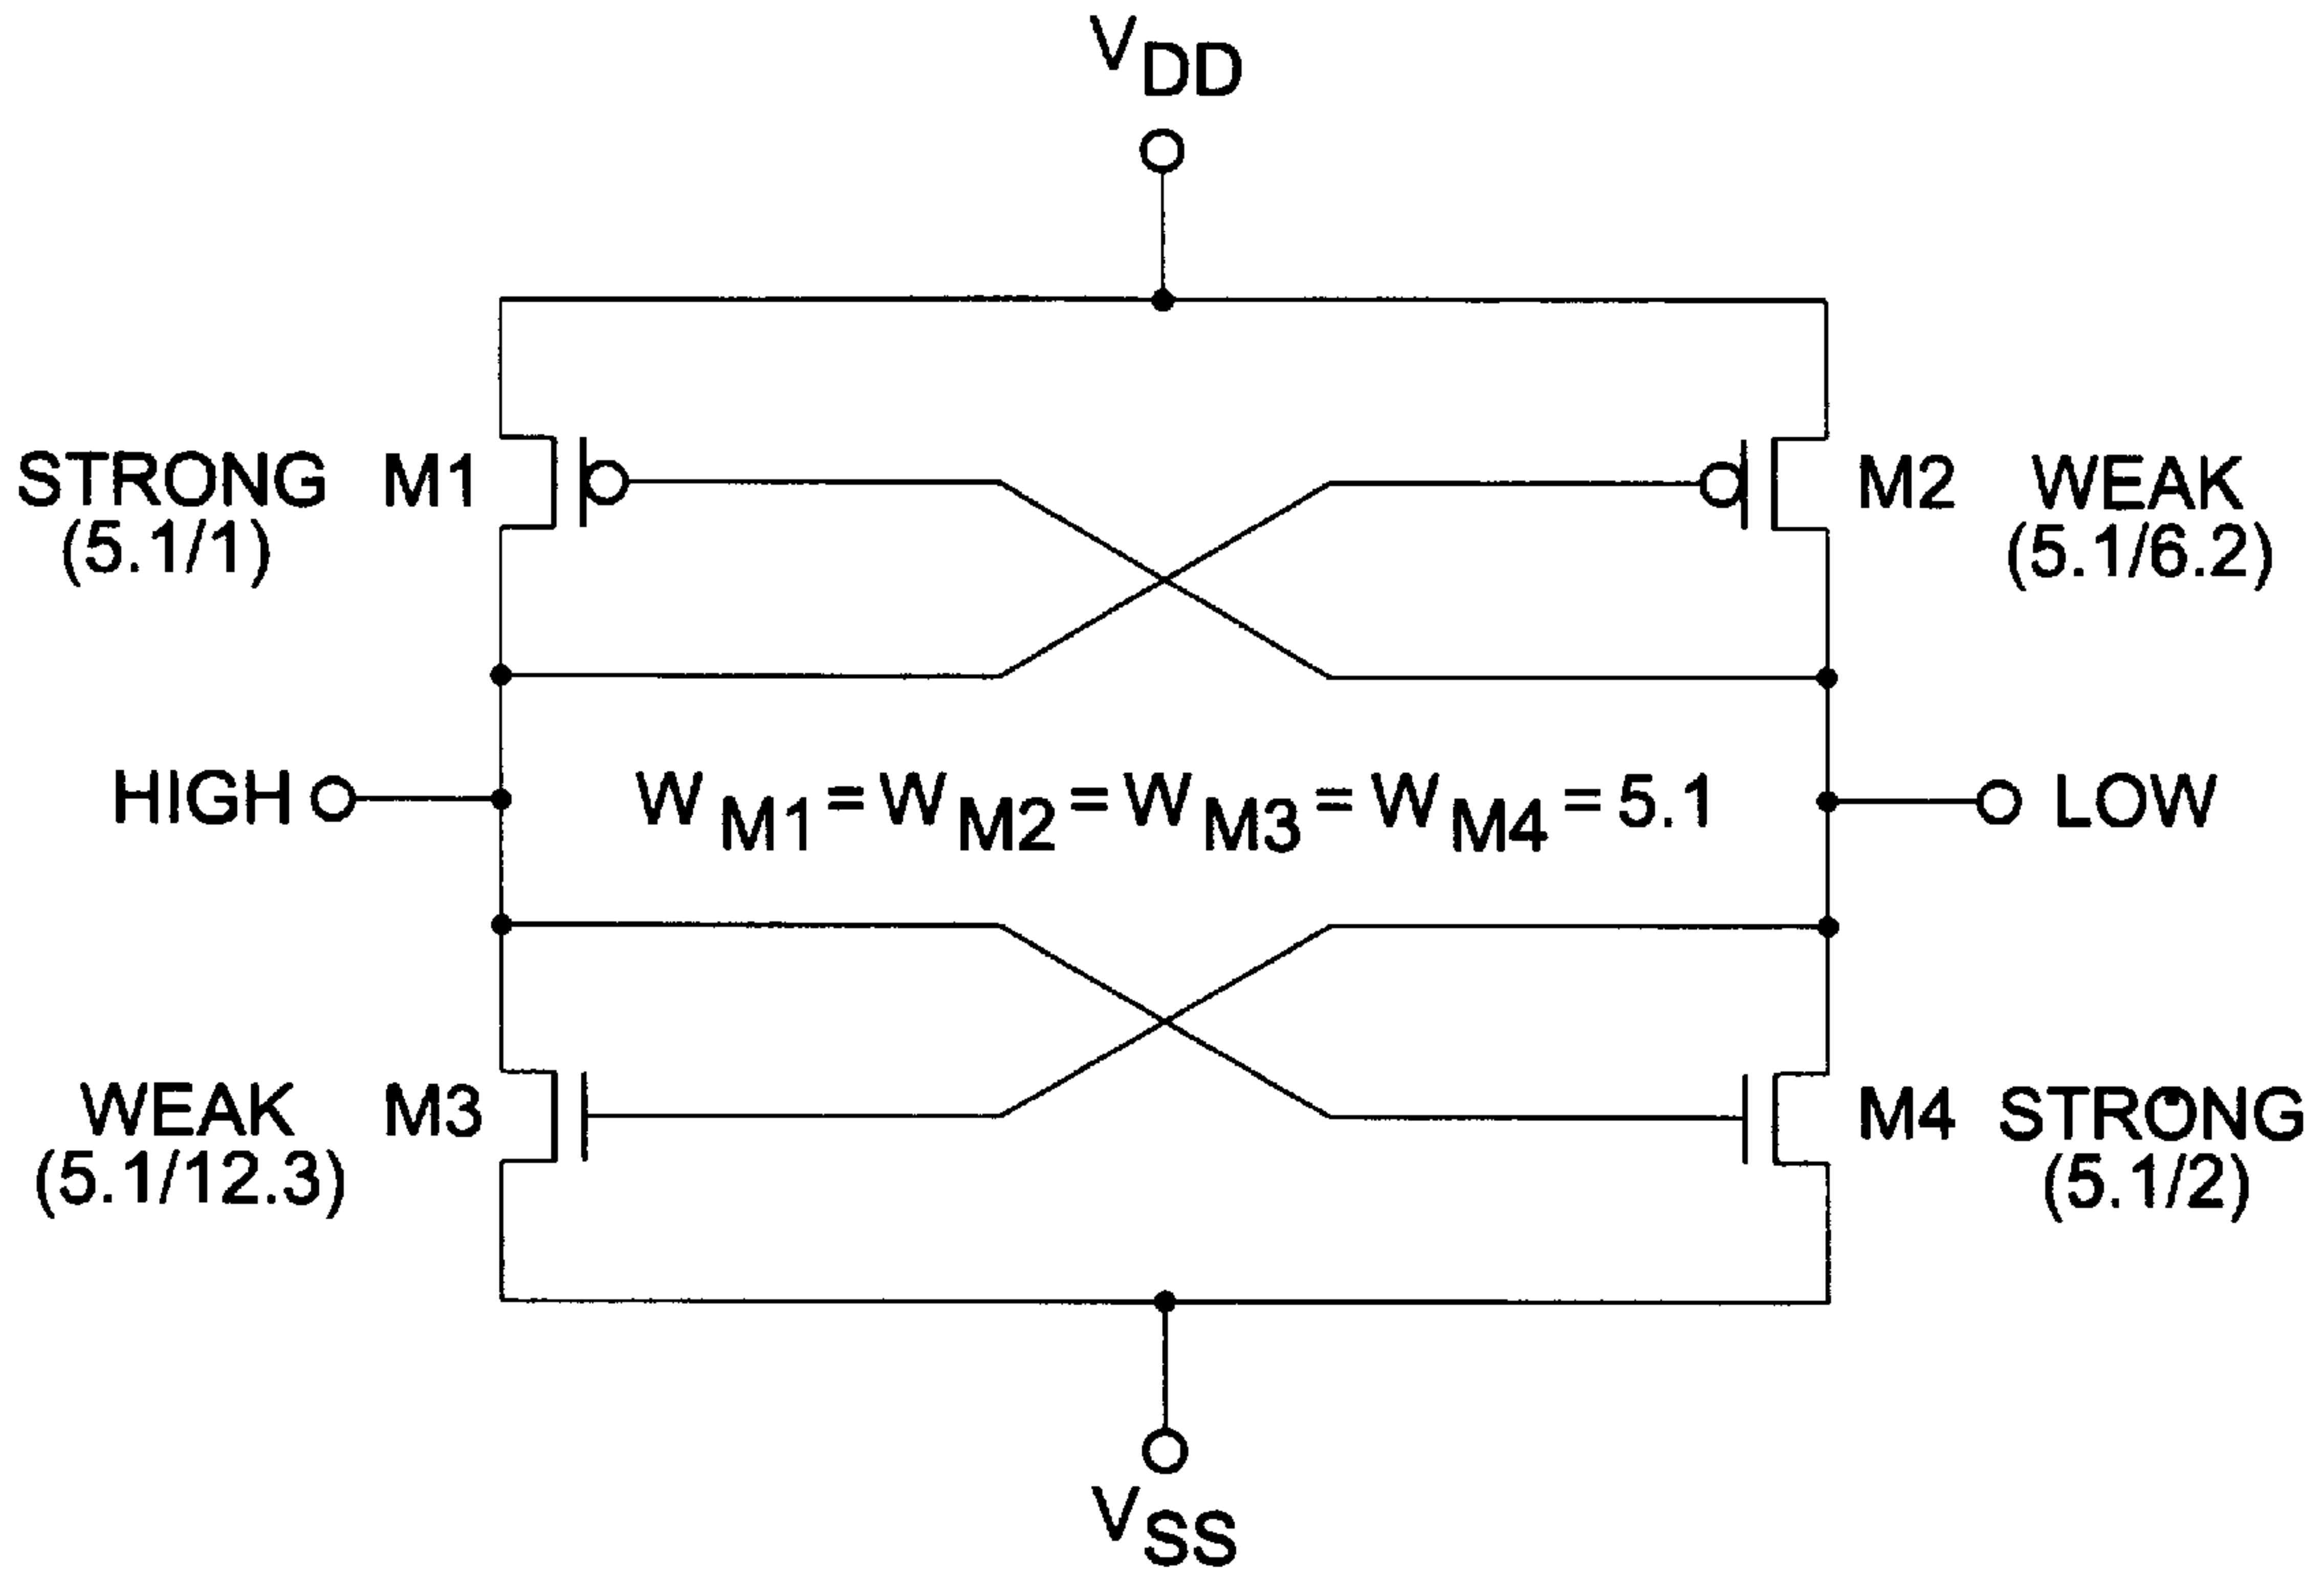 VDD
STRONG M1
(5.1/1)
M2 WEAK
(5.1/6.2)
HIGH
WM1=WM2=WM3=WM4=5.1
LOW
WEAK M3
(5.1/12.3)
M4 STRONG
(5.1/2)
VSS